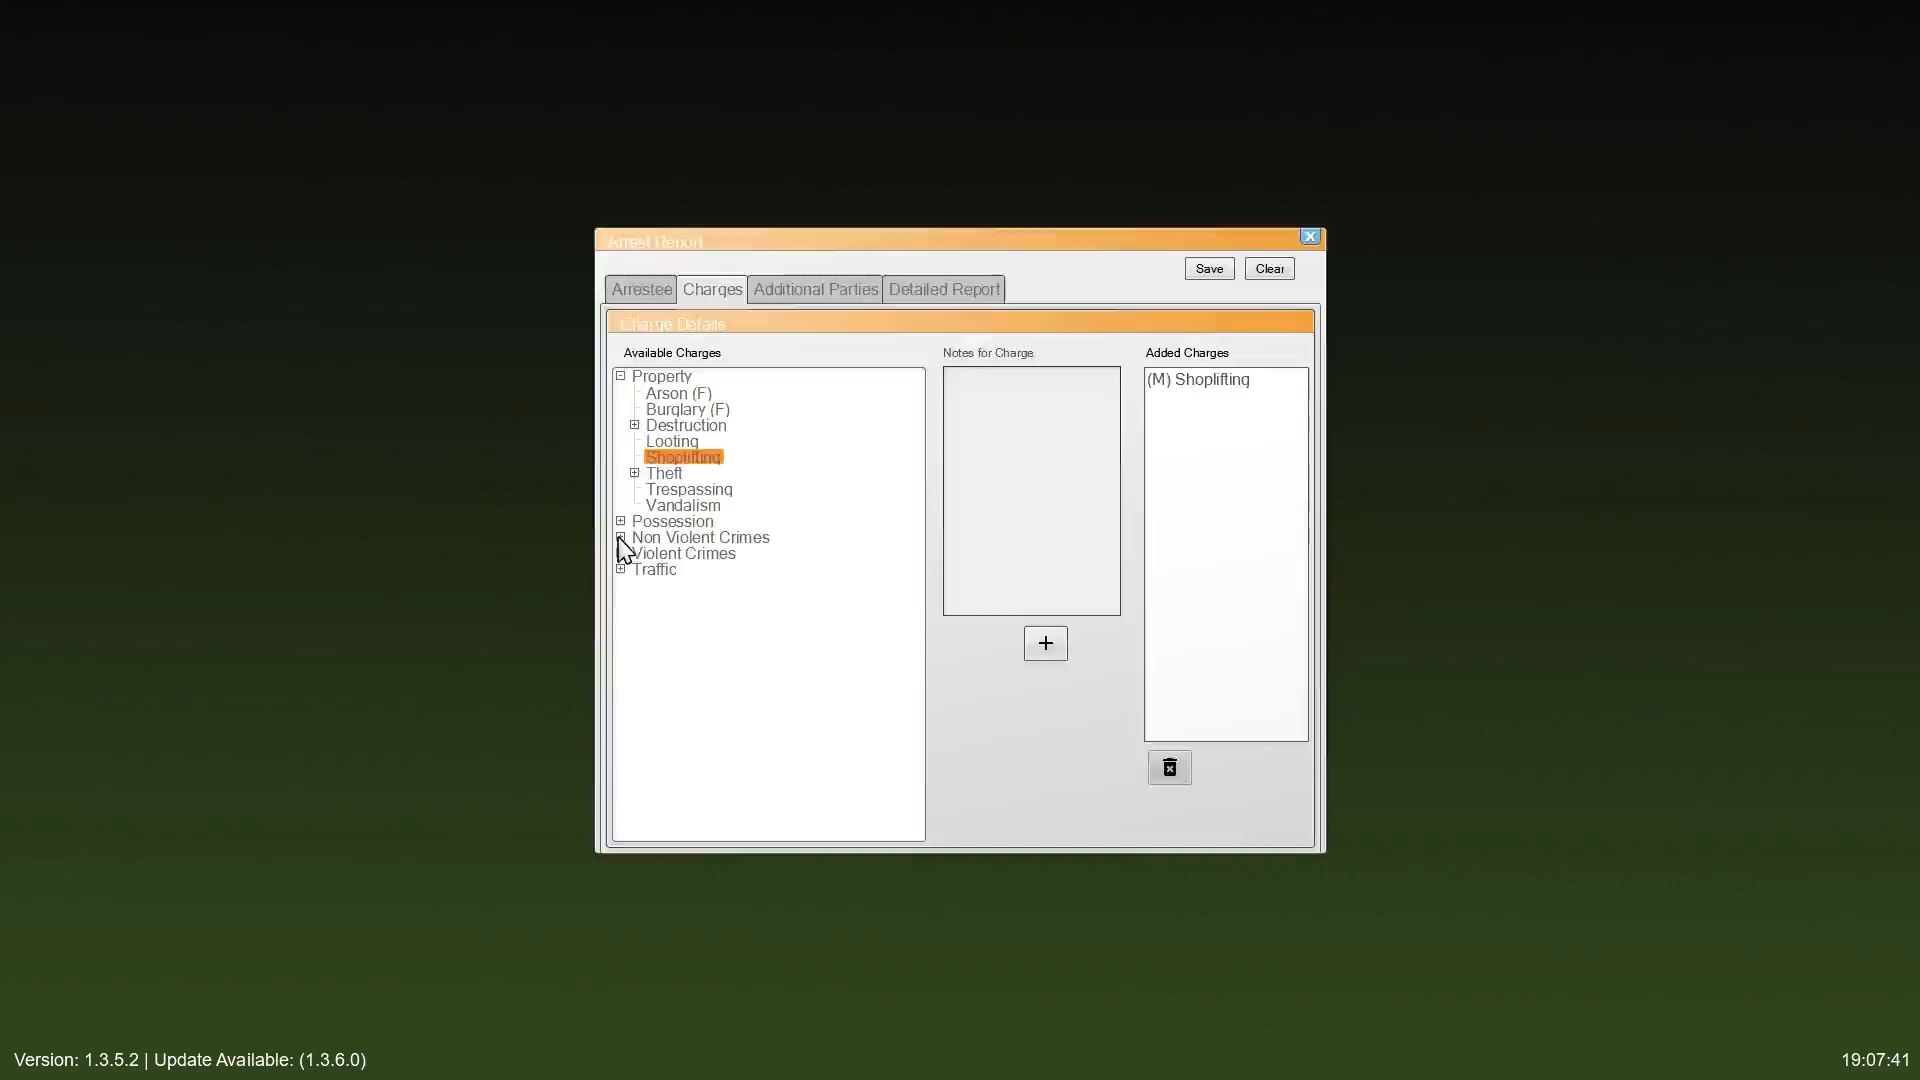 Arrest Report
Save
Clear
Arrestee
Charges
Additional Parties
Detailed Report
Charge Details
Available Charges
Notes for Charge
Added Charges
Property
Arson (F)
Burglary (F)
Destruction
Looting
Shoplifting
Theft
Trespassing
Vandalism
Possession
Non Violent Crimes
Violent Crimes
Traffic
+
(M) Shoplifting
Version: 1.3.5.2 | Update Available: (1.3.6.0)
19:07:41